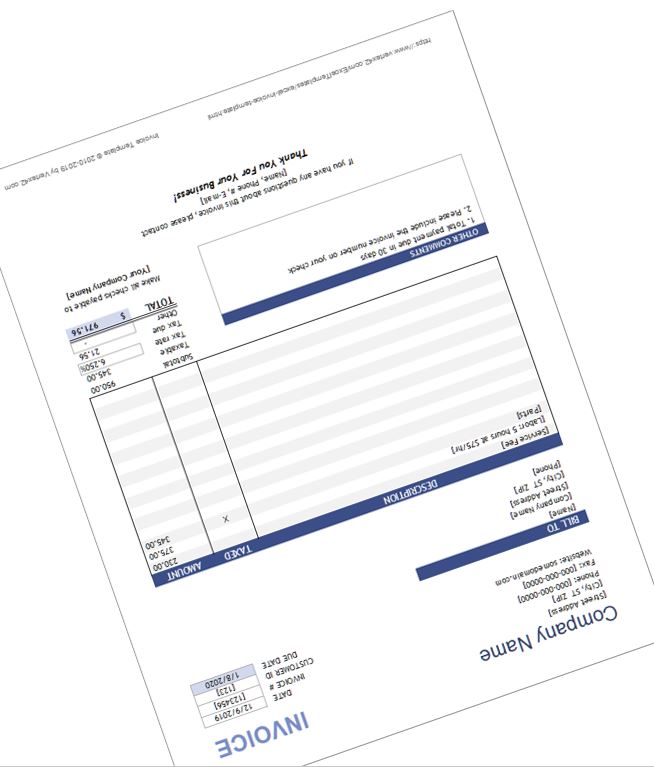 Company Name
INVOICE
[Street Address]
[City, ST ZIP]
Phone: [000-000-0000]
Fax: [000-000-0000]
Website: somedomain.com
DATE 12/9/2019
INVOICE # [123456]
CUSTOMER ID [123]
DUE DATE 1/8/2020
BILL TO
[Name]
[Company Name]
[Street Address]
[City, ST ZIP]
[Phone]
DESCRIPTION TAXED AMOUNT
[Service Fee] 230.00
[Labor: 5 hours at $75/hr] 375.00
[Parts] X 345.00
Subtotal 950.00
Taxable 345.00
Tax rate 6.250%
Tax due 21.56
Other -
TOTAL $ 971.56
OTHER COMMENTS
1. Total payment due in 30 days
2. Please include the invoice number on your check
Make all checks payable to
[Your Company Name]
If you have any questions about this invoice, please contact
[Name, Phone #, E-mail]
Thank You For Your Business!
https://www.vertex42.com/ExcelTemplates/excel-invoice-template.html
Invoice Template © 2010-2019 by Vertex42.com